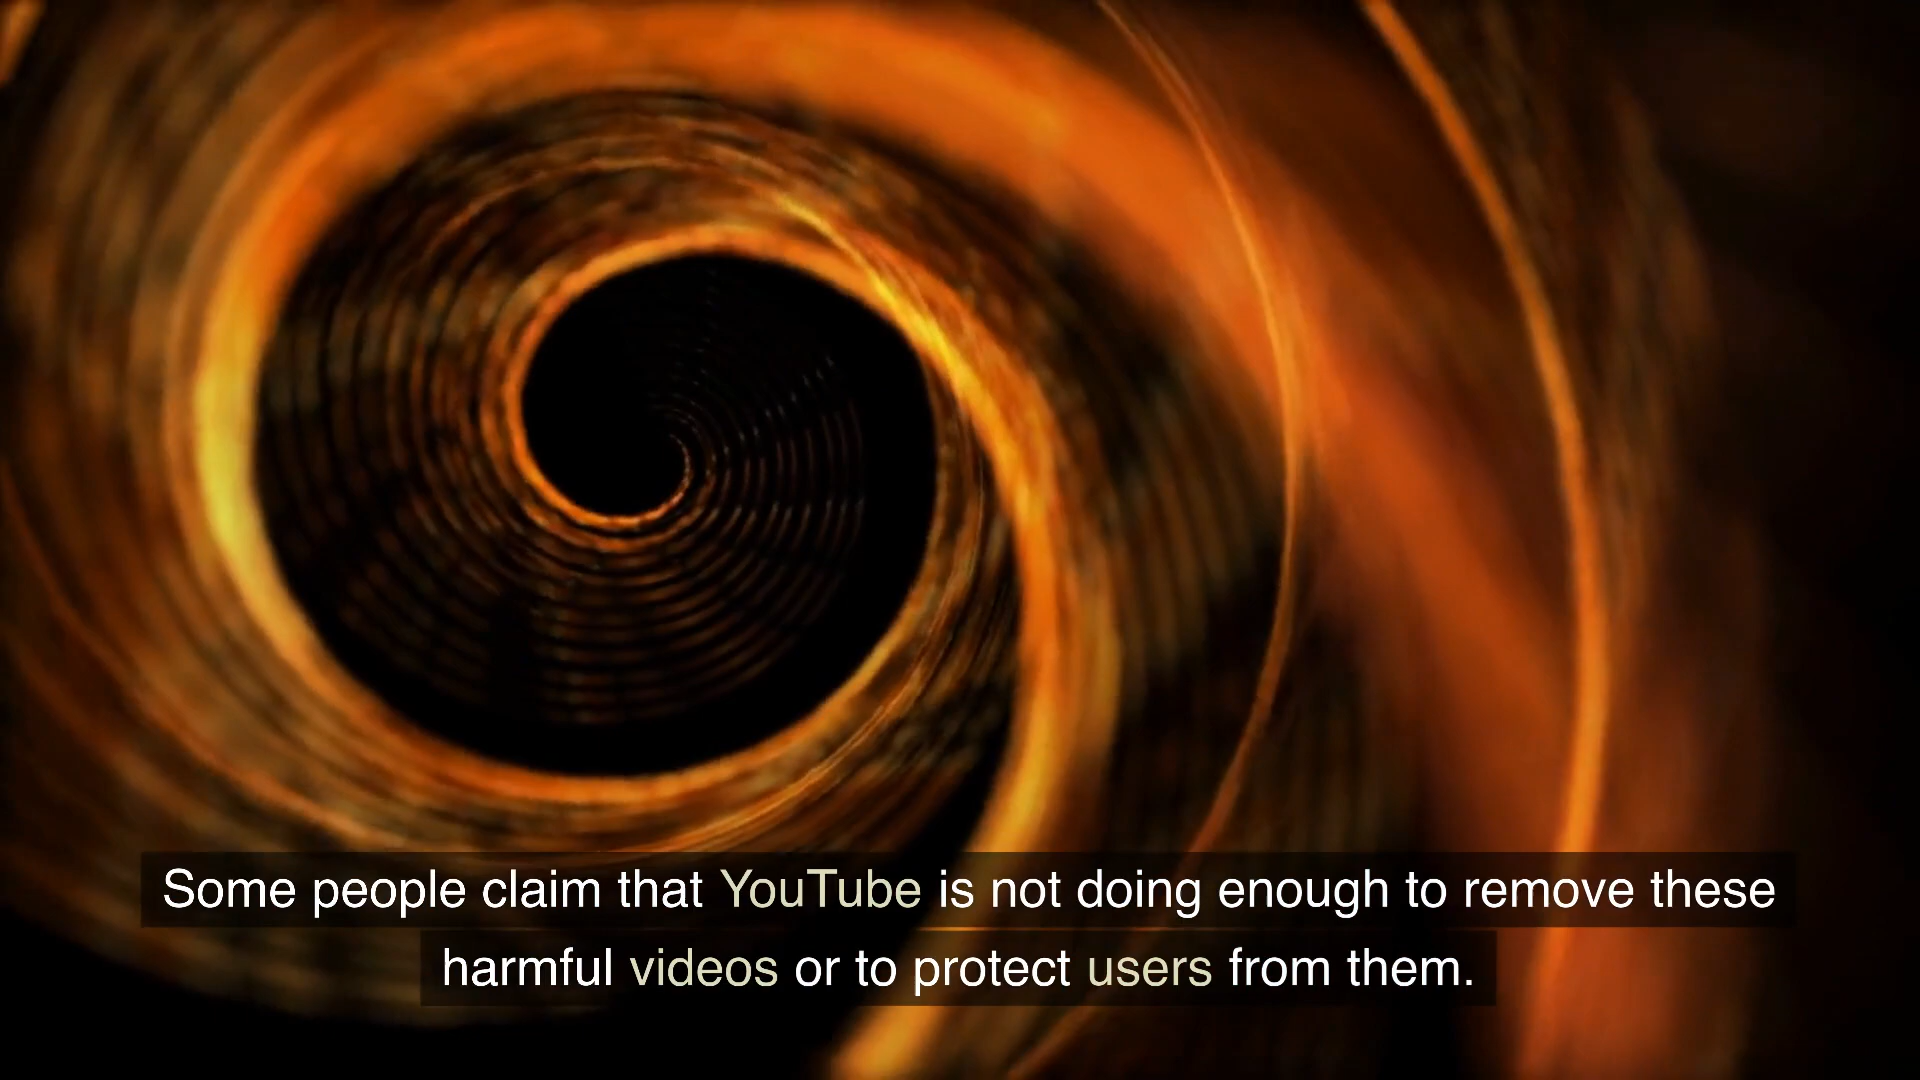 Some people claim that YouTube is not doing enough to remove these
harmful videos or to protect users from them.